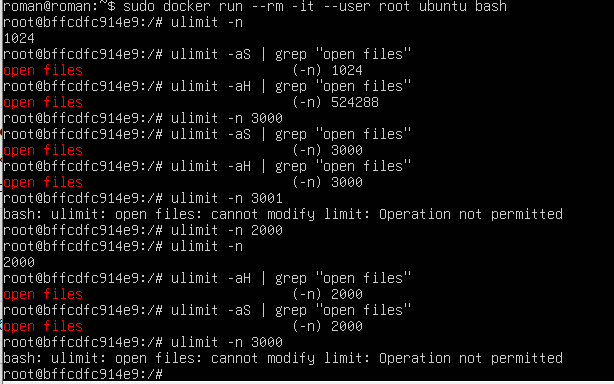 roman@roman:~$ sudo docker run --rm -it --user root ubuntu bash
root@bffcdfc914e9:/# ulimit -n
1024
root@bffcdfc914e9:/# ulimit -aS | grep "open files"
open files                          (-n) 1024
root@bffcdfc914e9:/# ulimit -aH | grep "open files"
open files                          (-n) 524288
root@bffcdfc914e9:/# ulimit -n 3000
root@bffcdfc914e9:/# ulimit -aS | grep "open files"
open files                          (-n) 3000
root@bffcdfc914e9:/# ulimit -aH | grep "open files"
open files                          (-n) 3000
root@bffcdfc914e9:/# ulimit -n 3001
bash: ulimit: open files: cannot modify limit: Operation not permitted
root@bffcdfc914e9:/# ulimit -n 2000
root@bffcdfc914e9:/# ulimit -n
2000
root@bffcdfc914e9:/# ulimit -aH | grep "open files"
open files                          (-n) 2000
root@bffcdfc914e9:/# ulimit -aS | grep "open files"
open files                          (-n) 2000
root@bffcdfc914e9:/# ulimit -n 3000
bash: ulimit: open files: cannot modify limit: Operation not permitted
root@bffcdfc914e9:/#